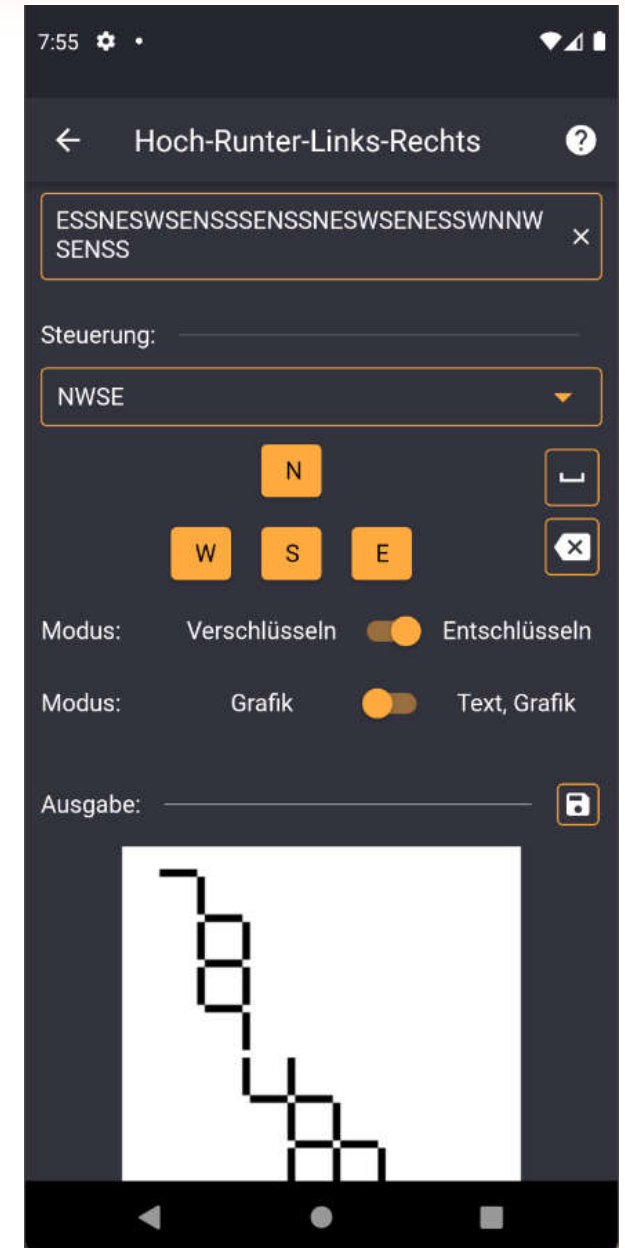 7:55
Hoch-Runter-Links-Rechts
ESSNESWSENSSSENSSNESWSENESSWNNW
SENSS
Steuerung:
NWSE
N
W S E
Modus: Verschlüsseln Entschlüsseln
Modus: Grafik Text, Grafik
Ausgabe: